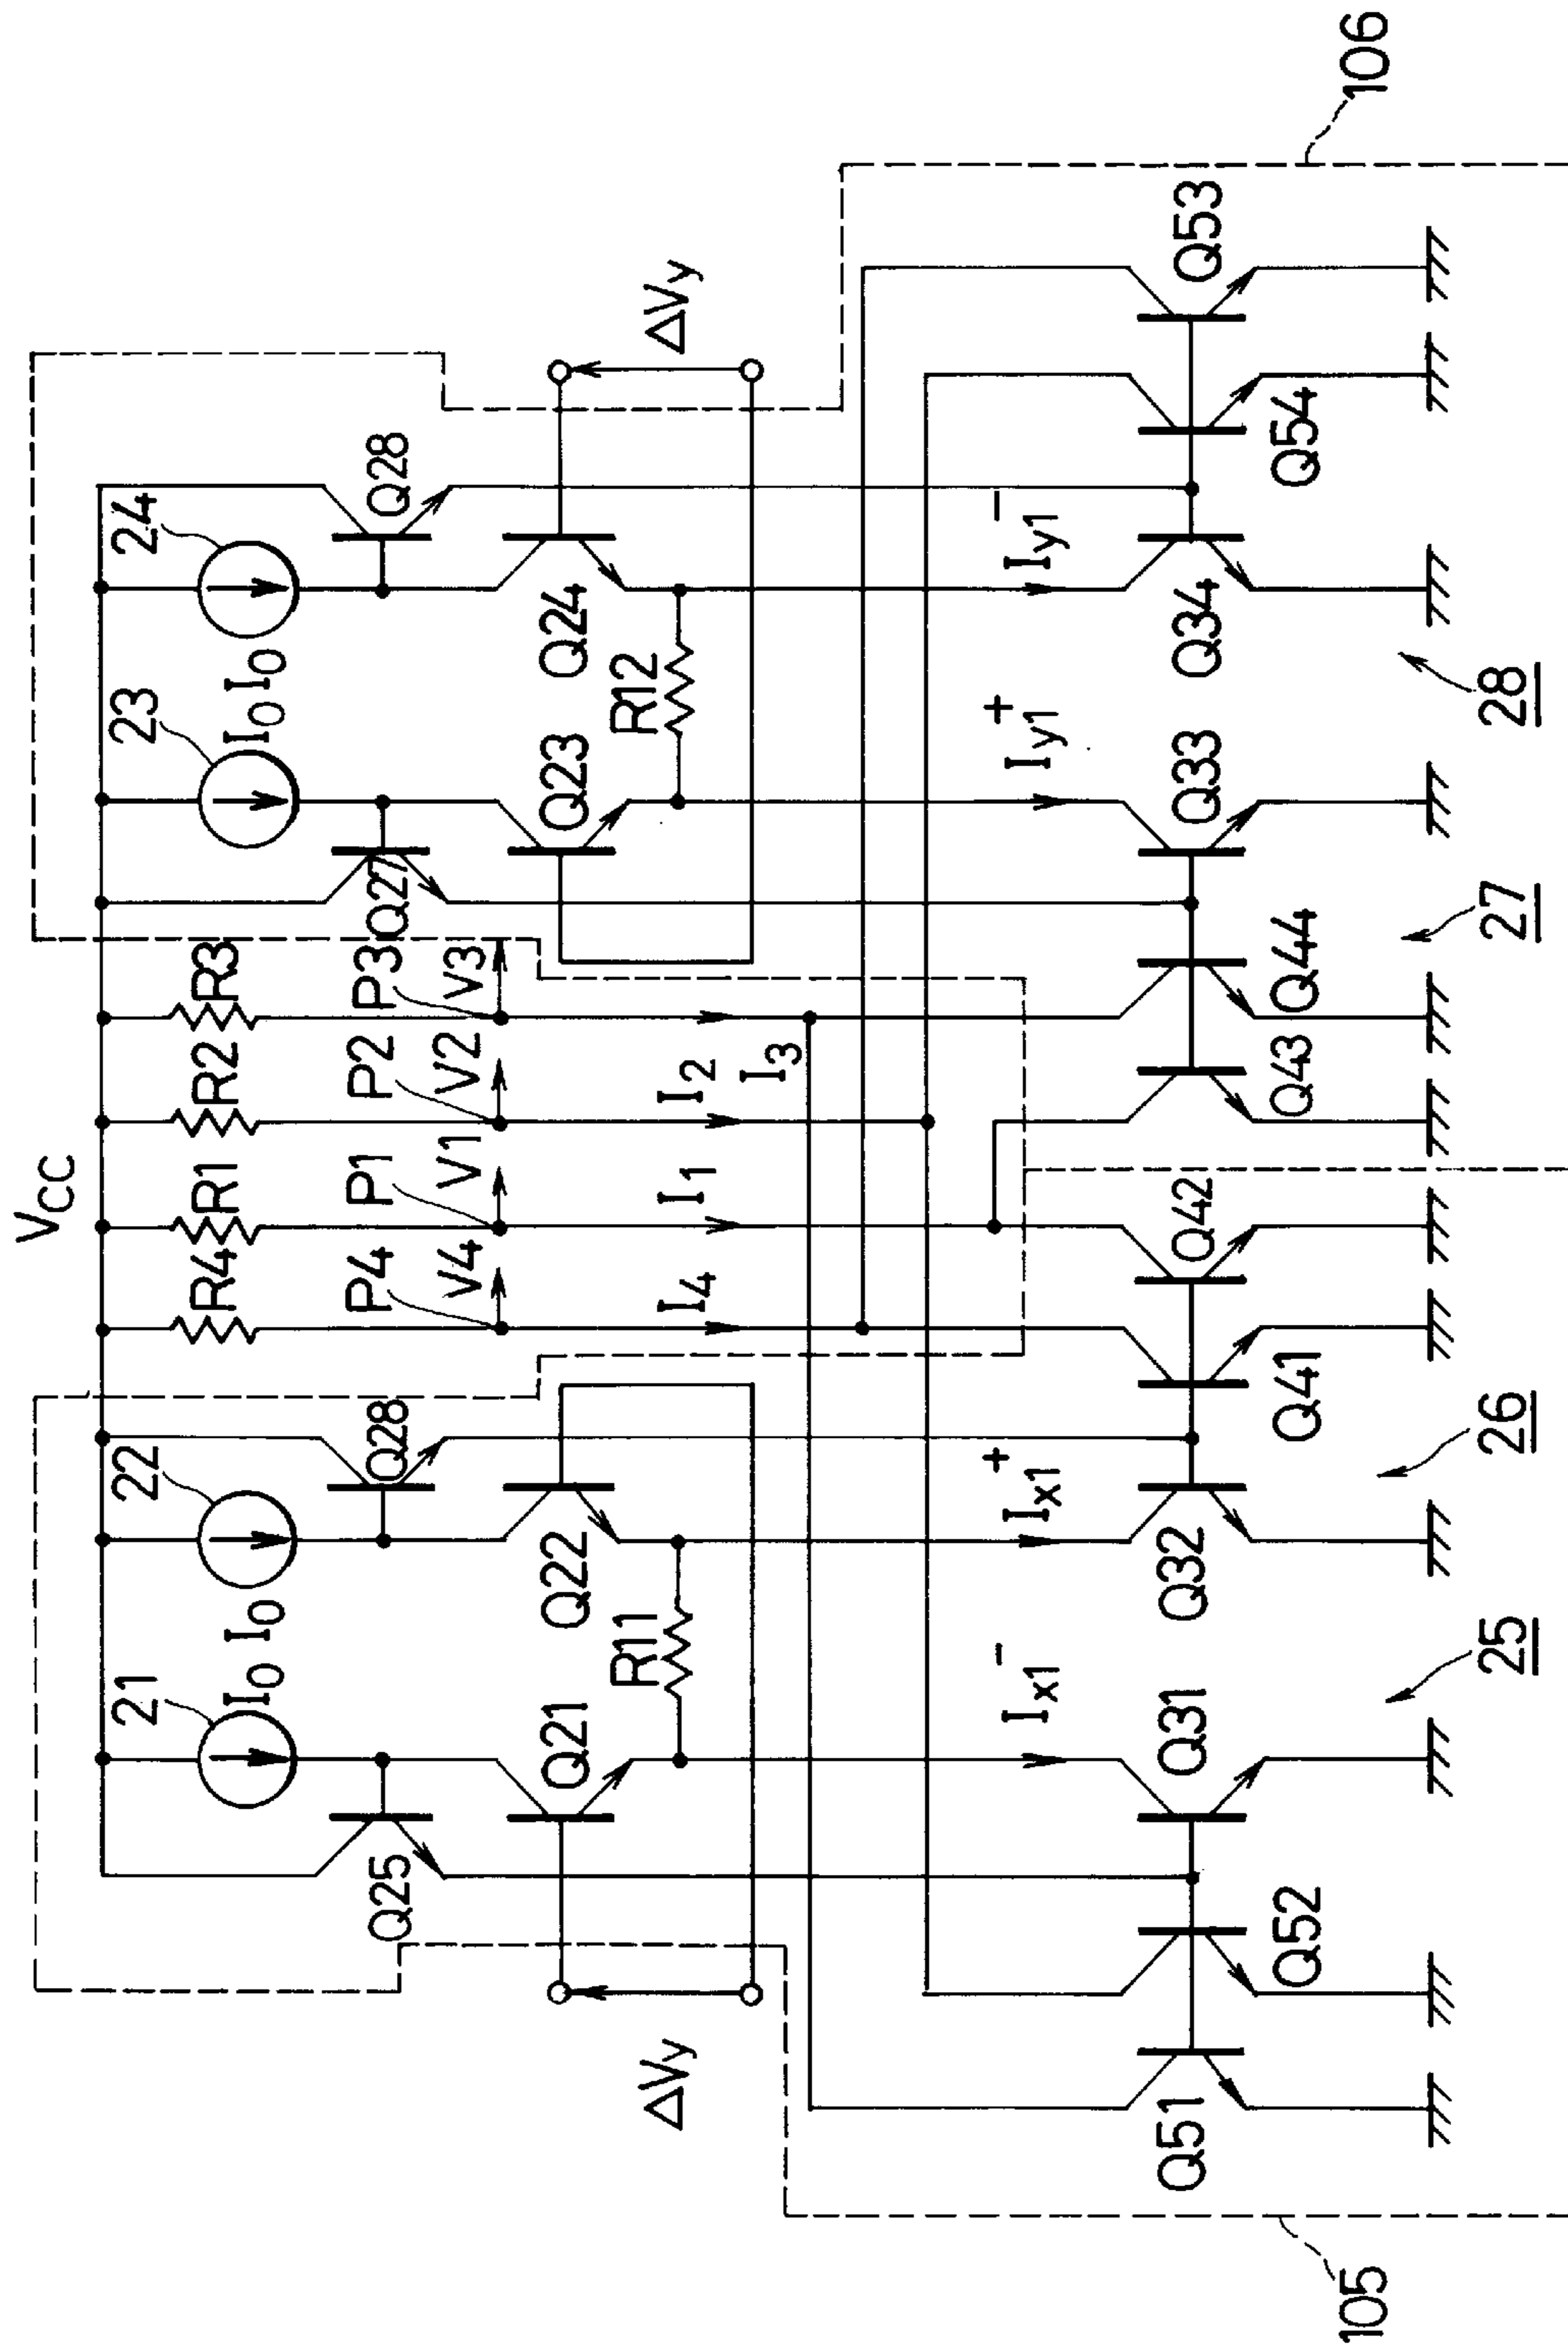 VCC
21
22
R4
R1
R2
R3
23
24
I0 I0
I0 I0
Q25
Q28
P4
P1
P2
P3
Q27
Q28
V4
V1
V2
V3
Q21
Q22
Q23
Q24
ΔVy
ΔVy
R11
R12
I4
I1
I2
I3
Ix1−
Ix1+
Iy1+
Iy1−
Q51
Q52
Q31
Q32
Q41
Q42
Q43
Q44
Q33
Q34
Q54
Q53
105
25
26
27
28
106